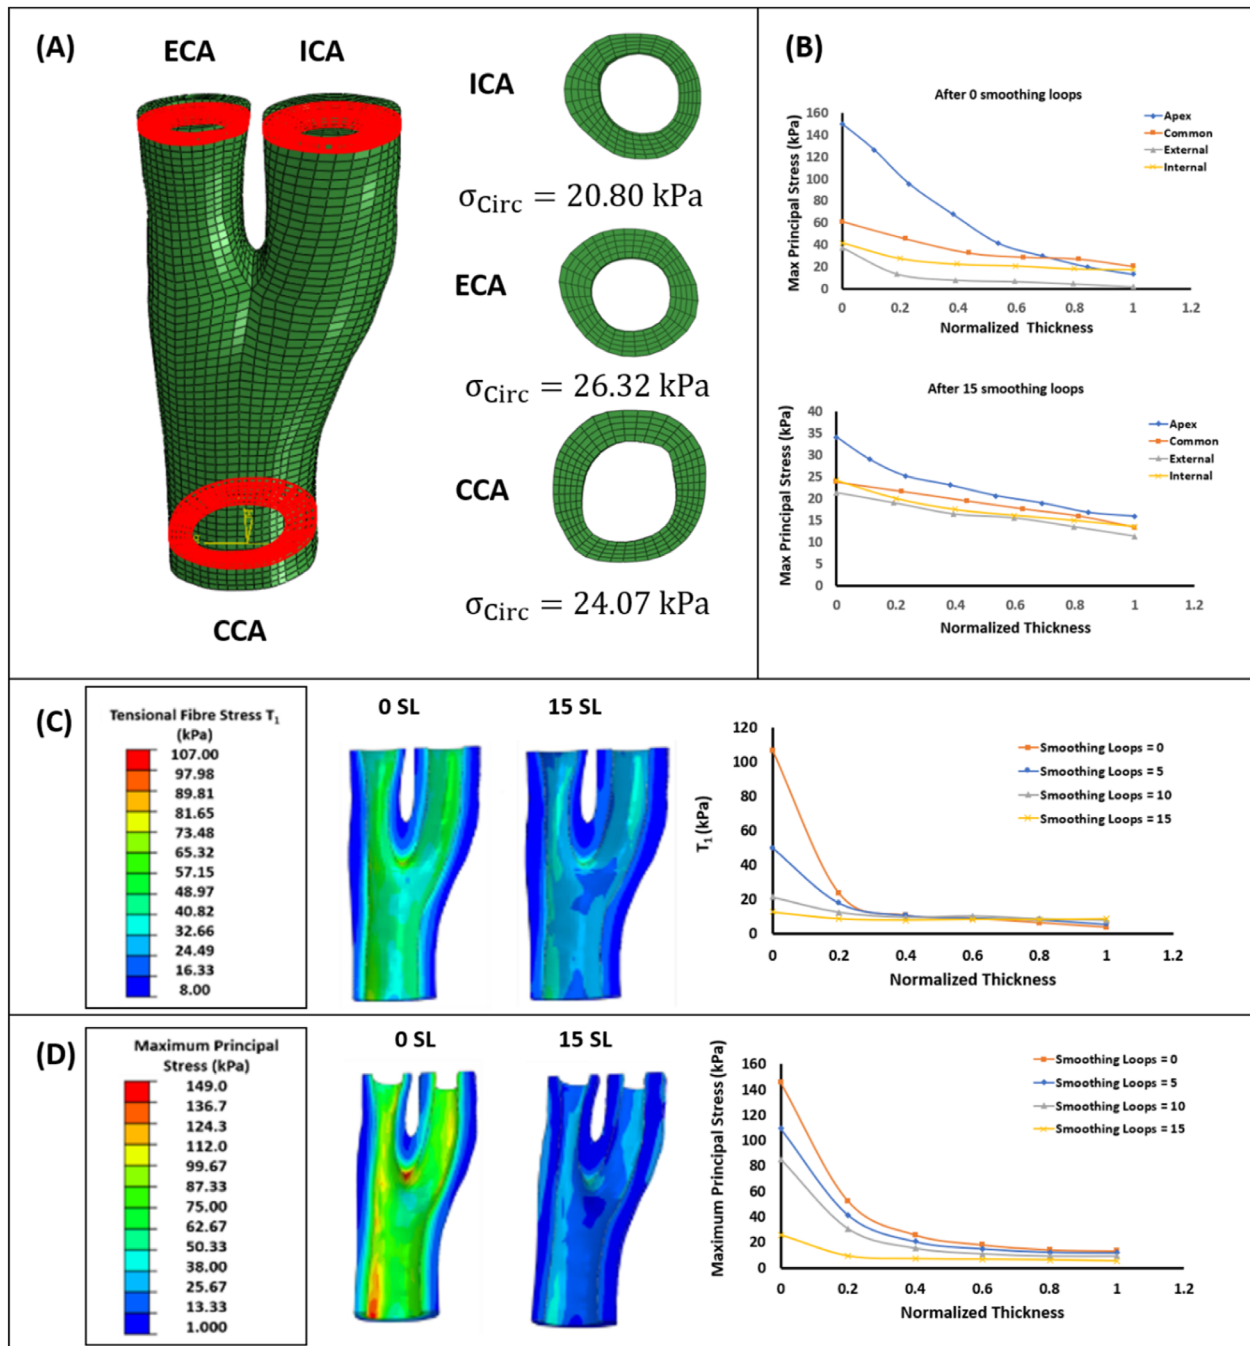 (A)
ECA
ICA
ICA
σCirc = 20.80 kPa
ECA
σCirc = 26.32 kPa
CCA
σCirc = 24.07 kPa
CCA
(B)
After 0 smoothing loops
Max Principal Stress (kPa)
160
140
120
100
80
60
40
20
0
0
0.2
0.4
0.6
0.8
1
1.2
Normalized Thickness
Apex
Common
External
Internal
After 15 smoothing loops
Max Principal Stress (kPa)
40
35
30
25
20
15
10
5
0
0
0.2
0.4
0.6
0.8
1
1.2
Normalized Thickness
Apex
Common
External
Internal
(C)
Tensional Fibre Stress T₁
(kPa)
107.00
97.98
89.81
81.65
73.48
65.32
57.15
48.97
40.82
32.66
24.49
16.33
8.00
0 SL
15 SL
T₁ (kPa)
120
100
80
60
40
20
0
0
0.2
0.4
0.6
0.8
1
1.2
Normalized Thickness
Smoothing Loops = 0
Smoothing Loops = 5
Smoothing Loops = 10
Smoothing Loops = 15
(D)
Maximum Principal
Stress (kPa)
149.0
136.7
124.3
112.0
99.67
87.33
75.00
62.67
50.33
38.00
25.67
13.33
1.000
0 SL
15 SL
Maximum Principal Stress (kPa)
160
140
120
100
80
60
40
20
0
0
0.2
0.4
0.6
0.8
1
1.2
Normalized Thickness
Smoothing Loops = 0
Smoothing Loops = 5
Smoothing Loops = 10
Smoothing Loops = 15